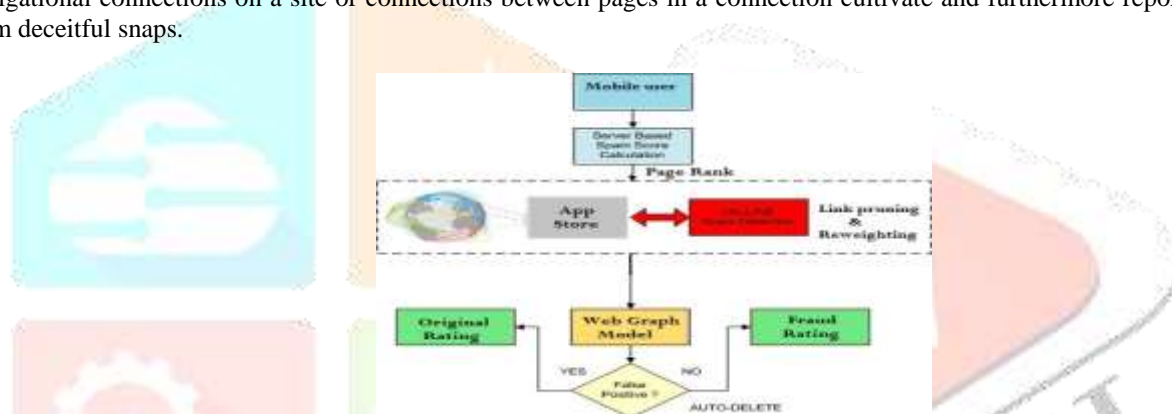 igational connections on a site or connections between pages in a connection cultivate and furthermore repo
m deceitful snaps.
Mobile user
Server Based
Spam Score
Calculation
Page Rank
App
Store
Link pruning
&
Reweighting
Original
Rating
Web Graph
Model
Fraud
Rating
YES
NO
False
Positive ?
AUTO-DELETE